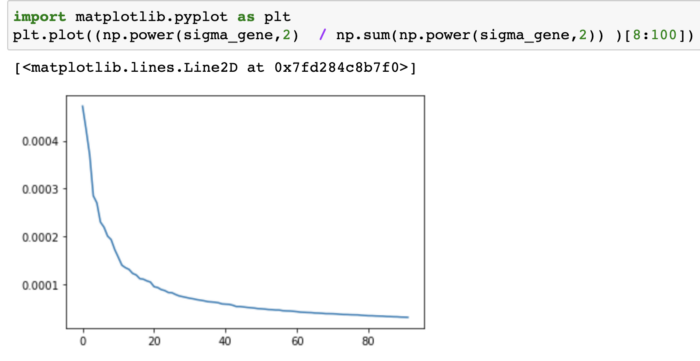 import matplotlib.pyplot as plt
plt.plot((np.power(sigma_gene,2)  / np.sum(np.power(sigma_gene,2)) )[8:100])
[<matplotlib.lines.Line2D at 0x7fd284c8b7f0>]
0.0004
0.0003
0.0002
0.0001
0 20 40 60 80